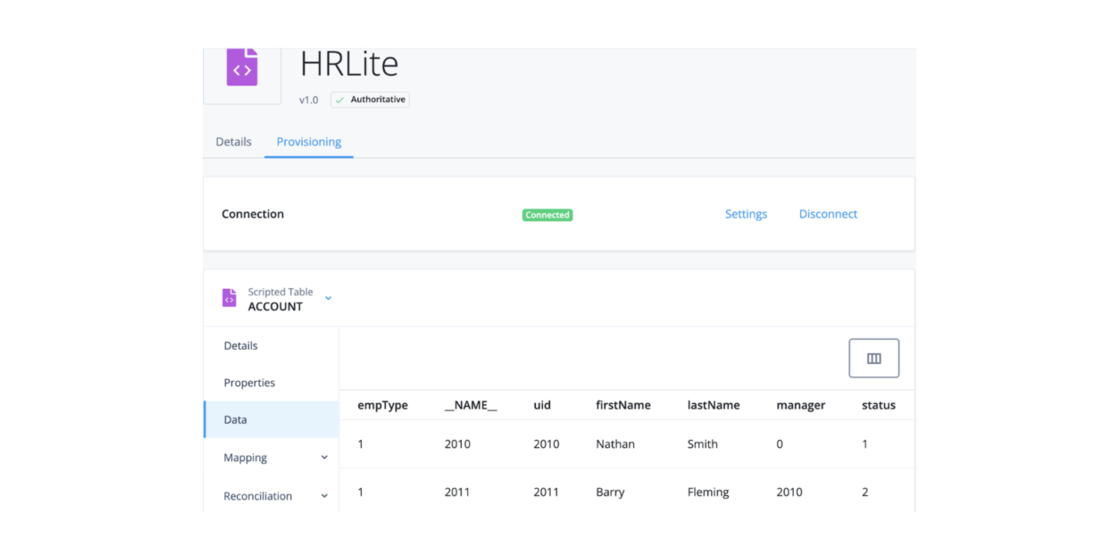 HRLite
v1.0 Authoritative
Details Provisioning
Connection Connected Settings Disconnect
Scripted Table
ACCOUNT
Details
Properties
Data
Mapping
Reconciliation
empType __NAME__ uid firstName lastName manager status
1 2010 2010 Nathan Smith 0 1
1 2011 2011 Barry Fleming 2010 2